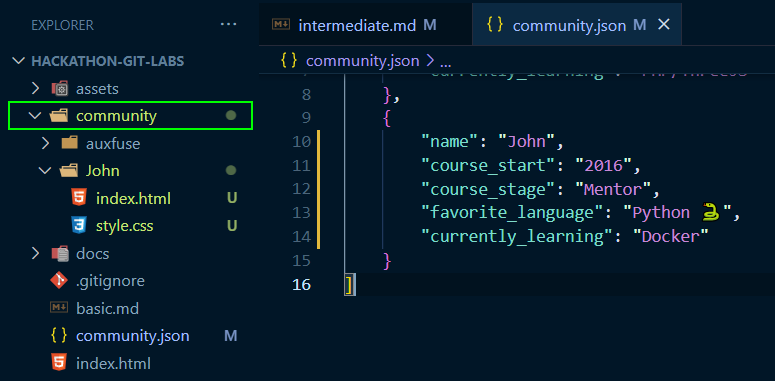 EXPLORER ···
HACKATHON-GIT-LABS
assets
community
auxfuse
John
index.html U
style.css U
docs
.gitignore
basic.md
{ } community.json M
index.html
intermediate.md M
{ } community.json M ×
{ } community.json > ...
8 },
9 {
10 "name": "John",
11 "course_start": "2016",
12 "course_stage": "Mentor",
13 "favorite_language": "Python 🐍",
14 "currently_learning": "Docker"
15 }
16 ]